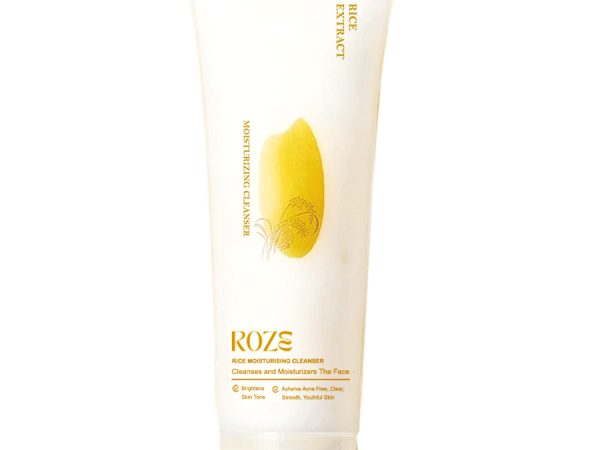 RICE
EXTRACT
MOISTURIZING CLEANSER
ROZE
RICE MOISTURISING CLEANSER
Cleanses and Moisturizers The Face
Brightens
Skin Tone
Acheive Acne Free, Clear,
Smooth, Youthful Skin